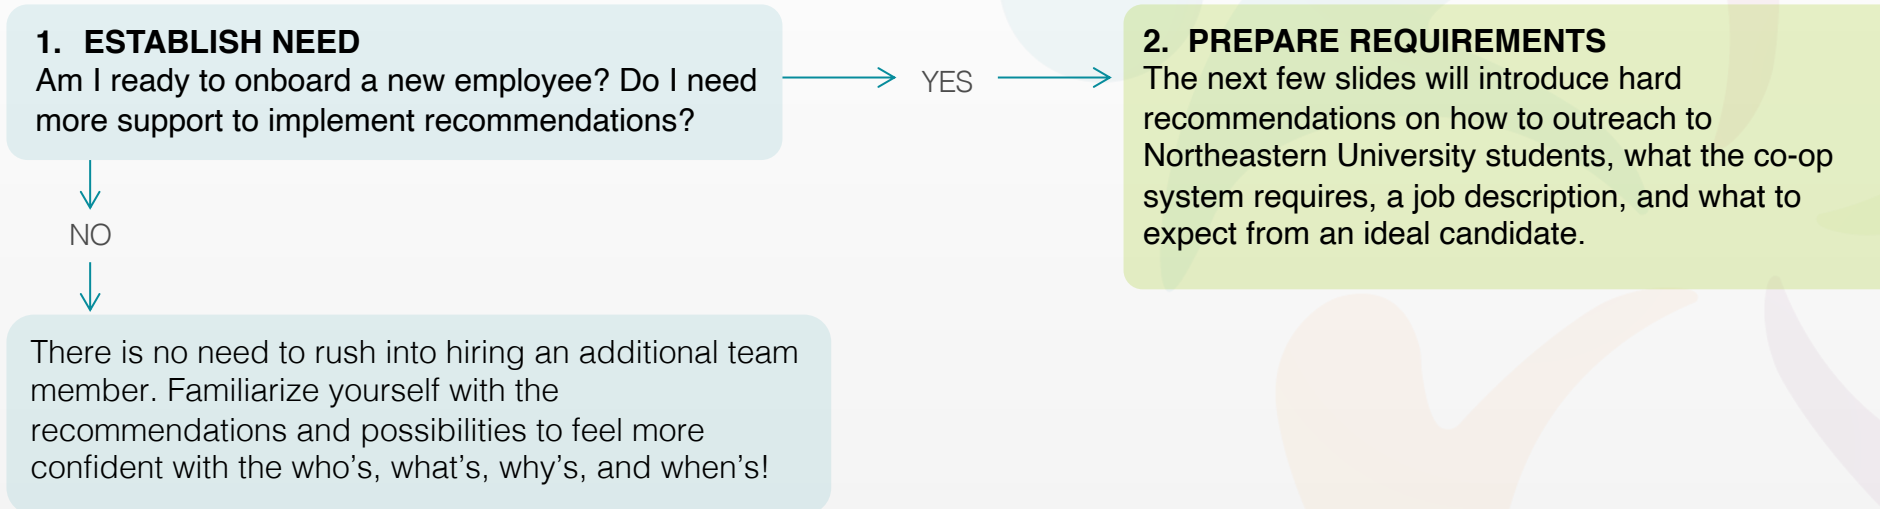 1. ESTABLISH NEED
Am I ready to onboard a new employee? Do I need
more support to implement recommendations?
YES
2. PREPARE REQUIREMENTS
The next few slides will introduce hard
recommendations on how to outreach to
Northeastern University students, what the co-op
system requires, a job description, and what to
expect from an ideal candidate.
NO
There is no need to rush into hiring an additional team
member. Familiarize yourself with the
recommendations and possibilities to feel more
confident with the who’s, what’s, why’s, and when’s!